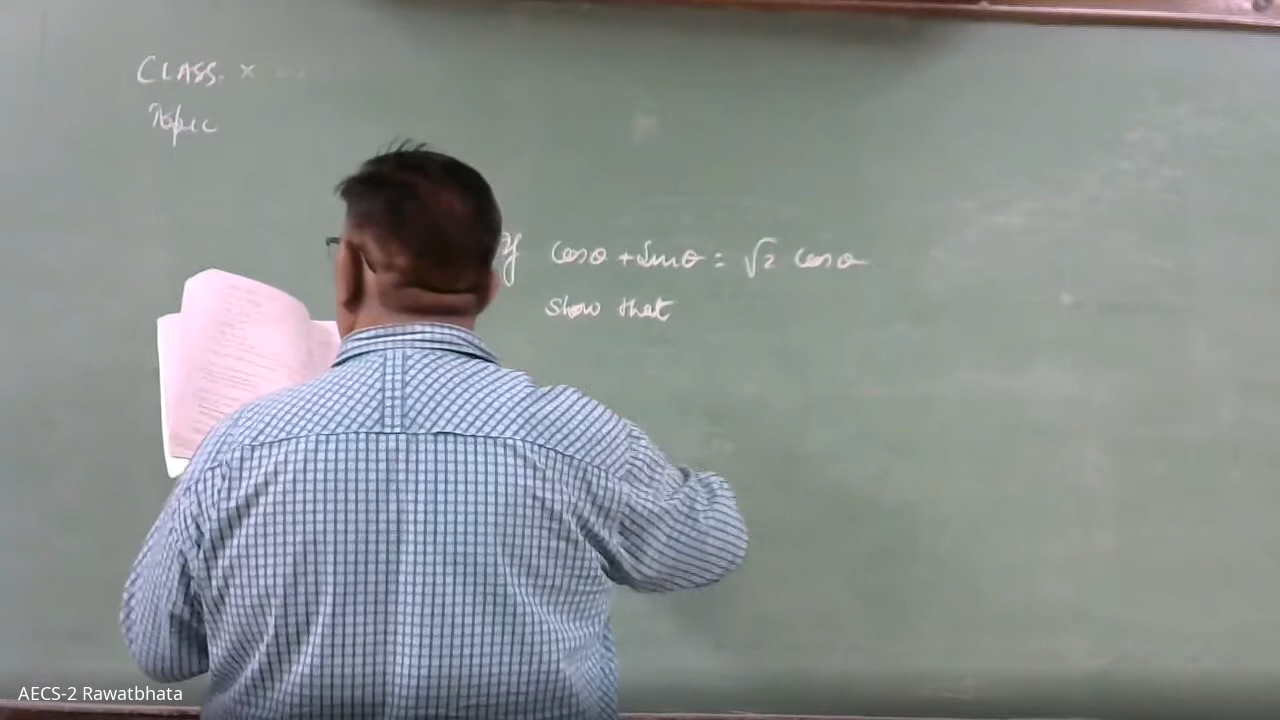 CLASS. X
Topic
If cosθ + sinθ = √2 cosθ
show that
AECS-2 Rawatbhata